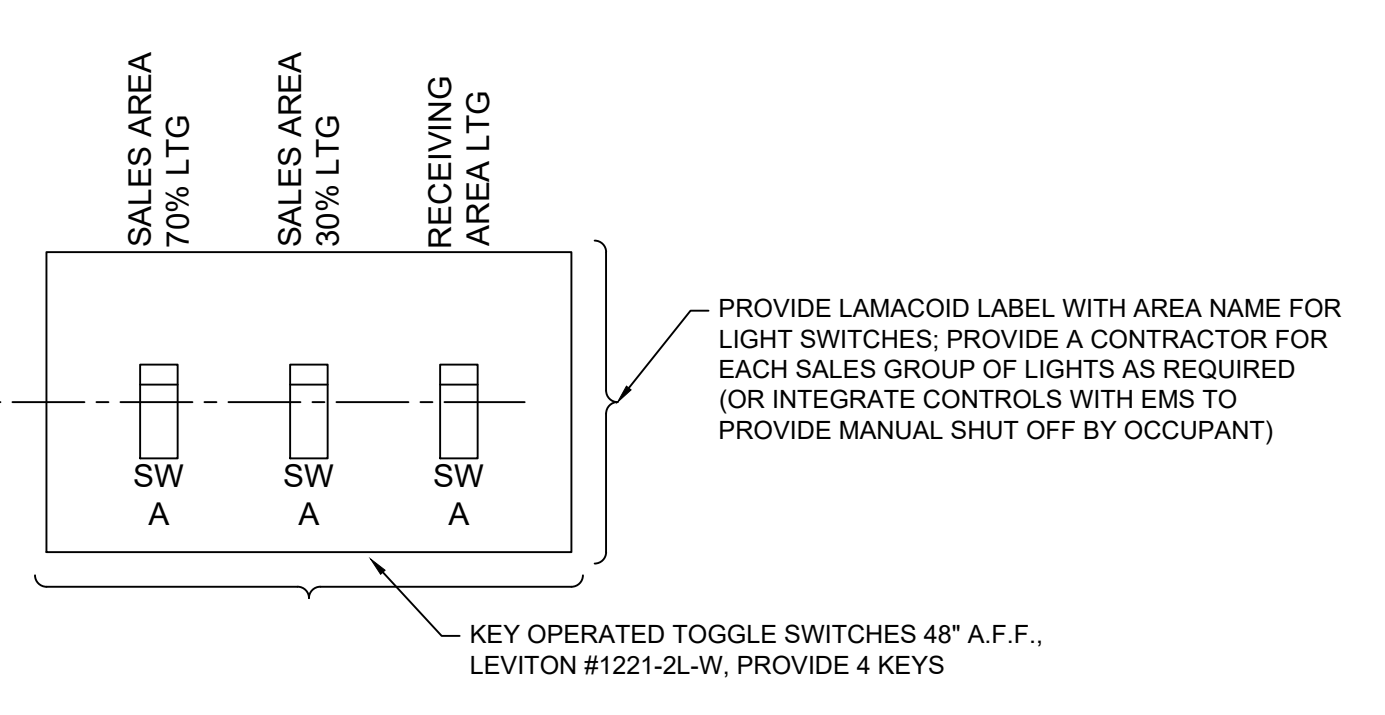 SALES AREA
70% LTG
SALES AREA
30% LTG
RECEIVING
AREA LTG
PROVIDE LAMACOID LABEL WITH AREA NAME FOR
LIGHT SWITCHES; PROVIDE A CONTRACTOR FOR
EACH SALES GROUP OF LIGHTS AS REQUIRED
(OR INTEGRATE CONTROLS WITH EMS TO
PROVIDE MANUAL SHUT OFF BY OCCUPANT)
SW
A
SW
A
SW
A
KEY OPERATED TOGGLE SWITCHES 48" A.F.F.,
LEVITON #1221-2L-W, PROVIDE 4 KEYS